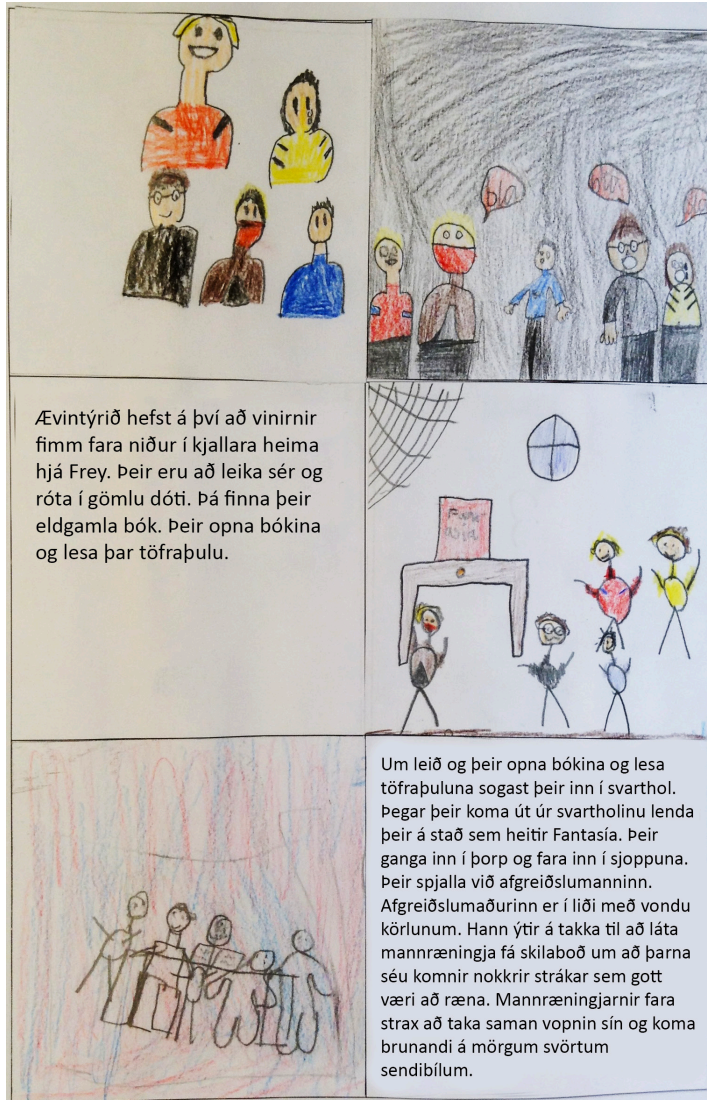 bla
bla
bla
Ævintýrið hefst á því að vinirnir
fimm fara niður í kjallara heima
hjá Frey. Þeir eru að leika sér og
róta í gömlu dóti. Þá finna þeir
eldgamla bók. Þeir opna bókina
og lesa þar töfraþulu.
Um leið og þeir opna bókina og lesa
töfraþuluna sogast þeir inn í svarthol.
Þegar þeir koma út úr svartholinu lenda
þeir á stað sem heitir Fantasía. Þeir
ganga inn í þorp og fara inn í sjoppuna.
Þeir spjalla við afgreiðslumanninn.
Afgreiðslumaðurinn er í liði með vondu
körlunum. Hann ýtir á takka til að láta
mannræningja fá skilaboð um að þarna
séu komnir nokkrir strákar sem gott
væri að ræna. Mannræningjarnir fara
strax að taka saman vopnin sín og koma
brunandi á mörgum svörtum
sendibílum.